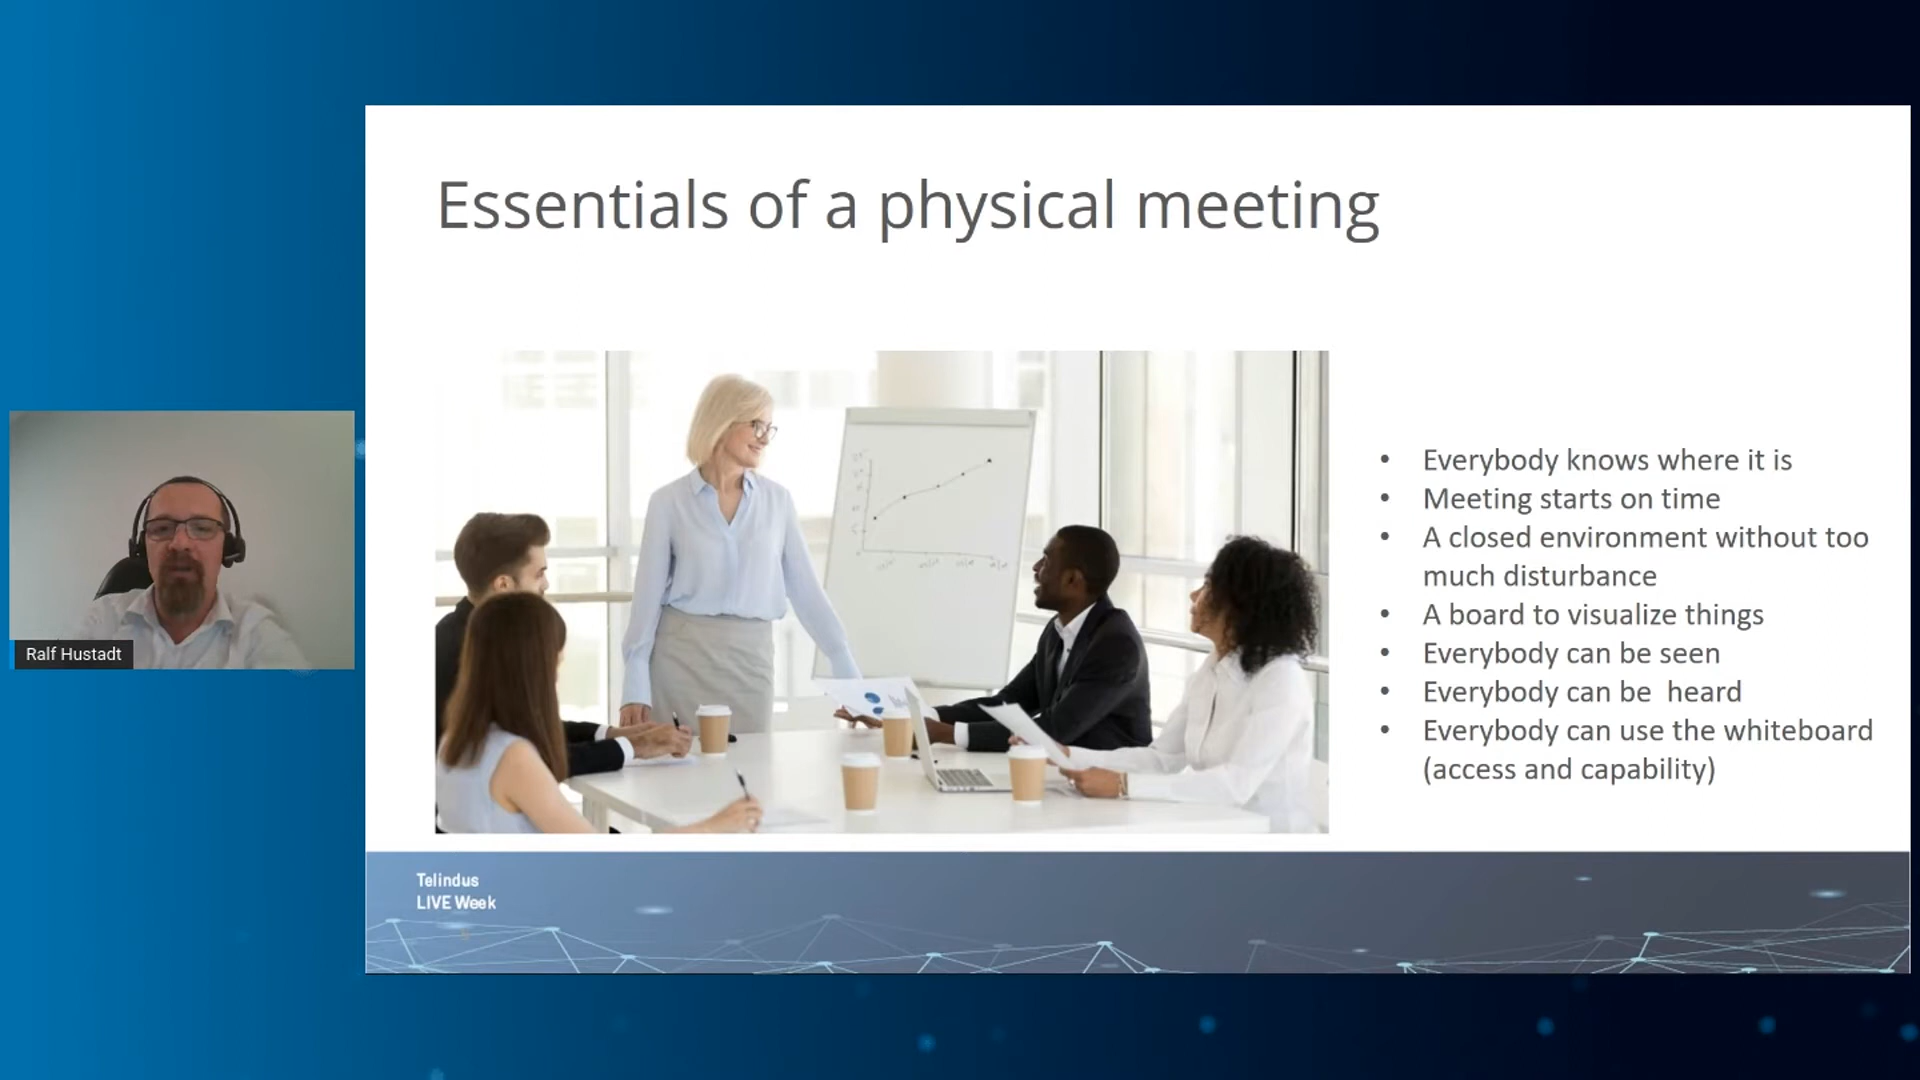 Essentials of a physical meeting
• Everybody knows where it is
• Meeting starts on time
• A closed environment without too
much disturbance
• A board to visualize things
• Everybody can be seen
• Everybody can be  heard
• Everybody can use the whiteboard
(access and capability)
Ralf Hustadt
Telindus
LIVE Week